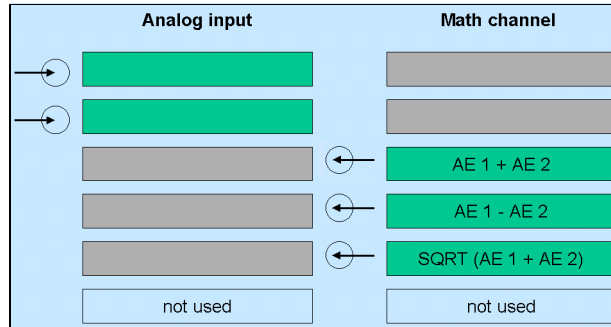 Analog input
Math channel
AE 1 + AE 2
AE 1 - AE 2
SQRT (AE 1 + AE 2)
not used
not used